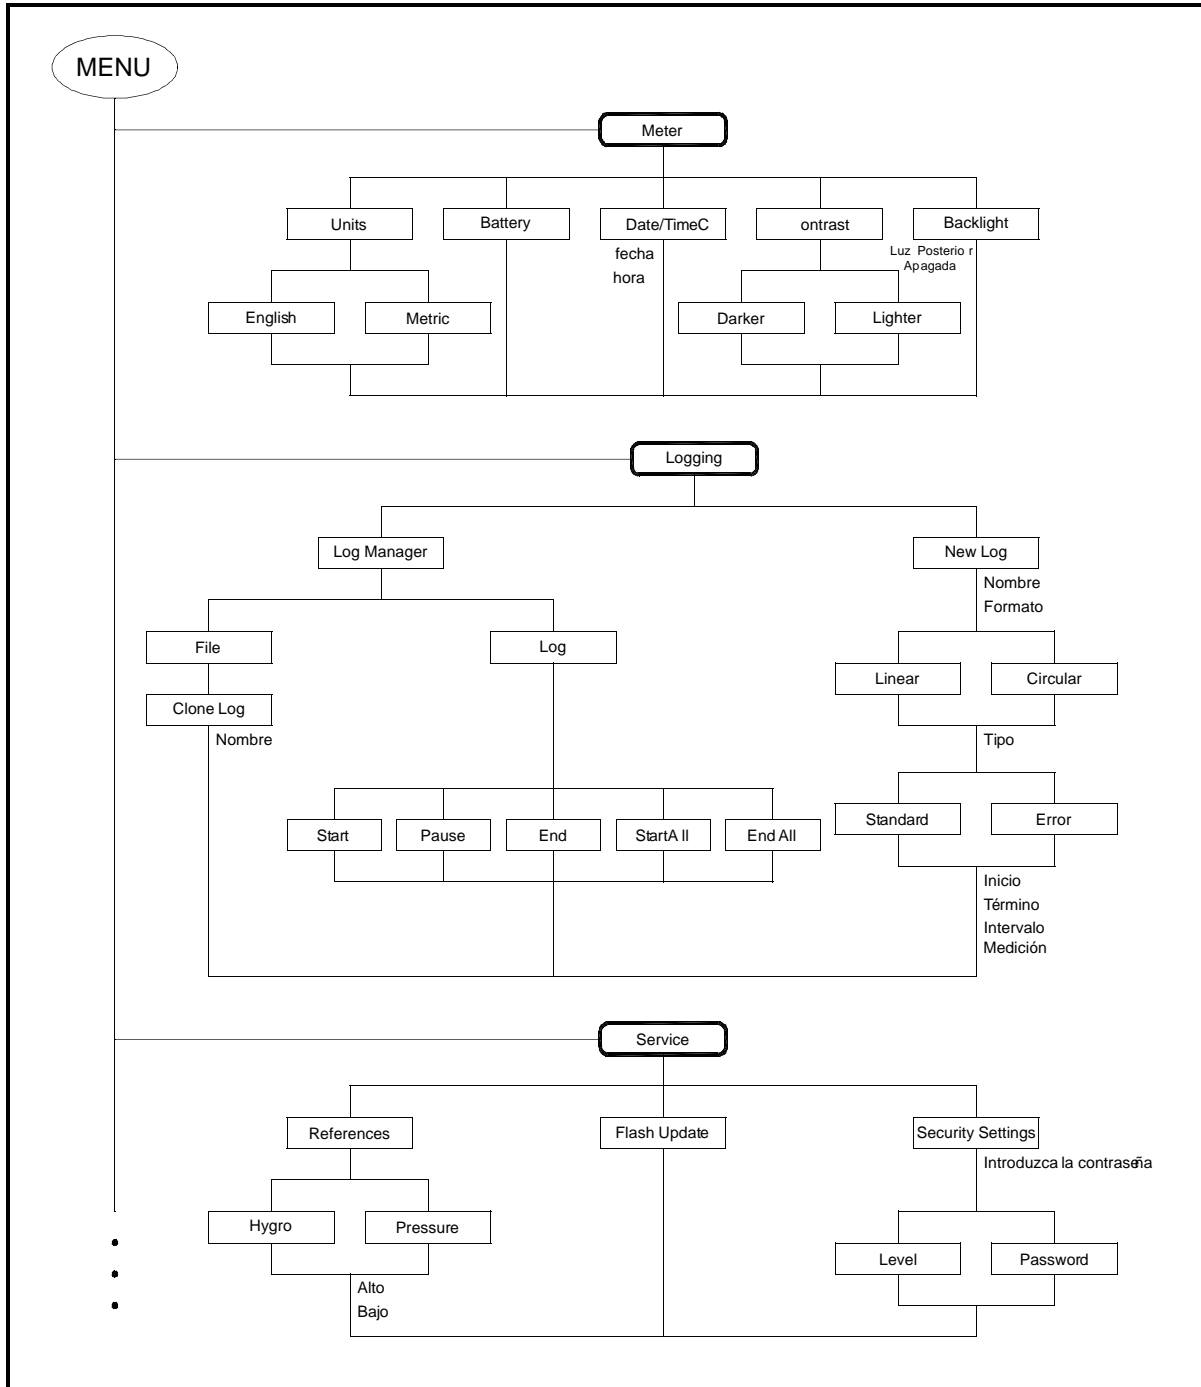 MENU
Meter
Units
Battery
Date/TimeC
ontrast
Backlight
fecha
hora
Luz Posterio r
Apagada
English
Metric
Darker
Lighter
Logging
Log Manager
New Log
Nombre
Formato
File
Log
Linear
Circular
Clone Log
Nombre
Tipo
Start
Pause
End
StartA ll
End All
Standard
Error
Inicio
Término
Intervalo
Medición
Service
References
Flash Update
Security Settings
Introduzca la contraseña
Hygro
Pressure
Level
Password
Alto
Bajo